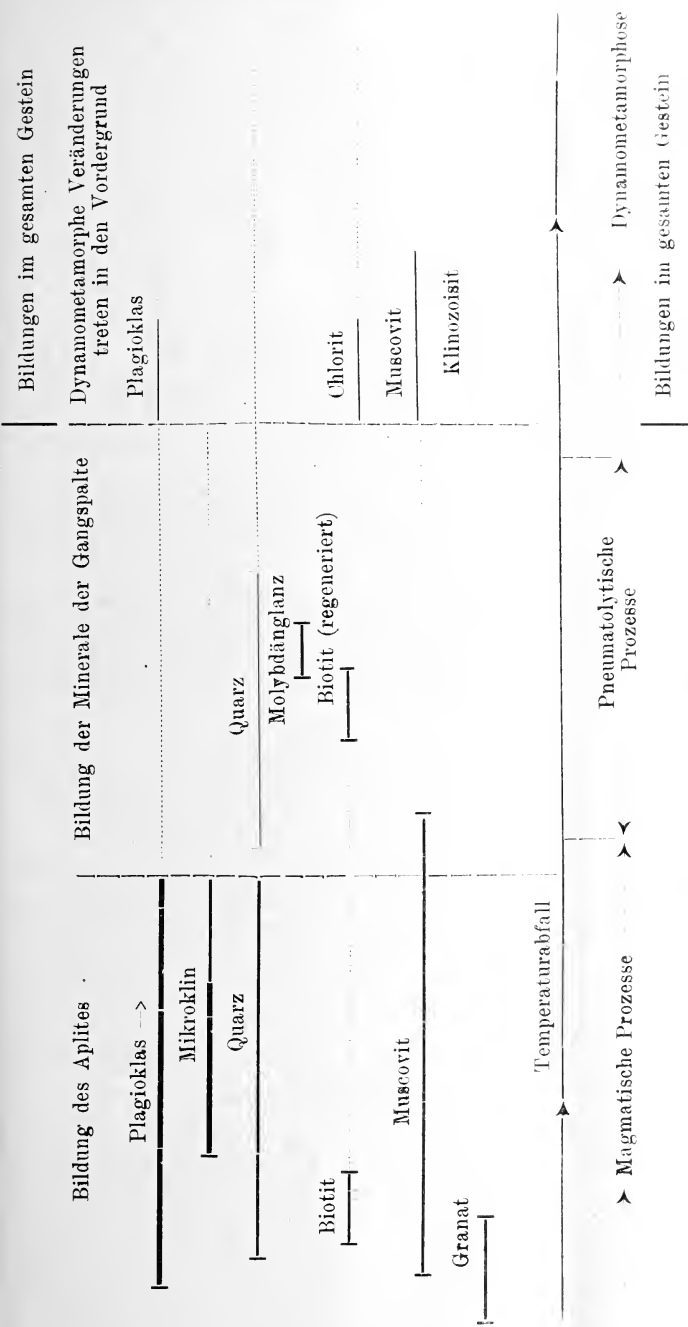 Bildung des Aplites
Bildung der Minerale der Gangspalte
Bildungen im gesamten Gestein
Dynamometamorphe Veränderungen
treten in den Vordergrund
Plagioklas -->
Plagioklas
Mikroklin
Quarz
Quarz
Molybdänglanz
Biotit
Biotit (regeneriert)
Chlorit
Muscovit
Muscovit
Granat
Klinozoisit
Temperaturabfall
Magmatische Prozesse
Pneumatolytische
Prozesse
Dynamometamorphose
Bildungen im gesamten Gestein